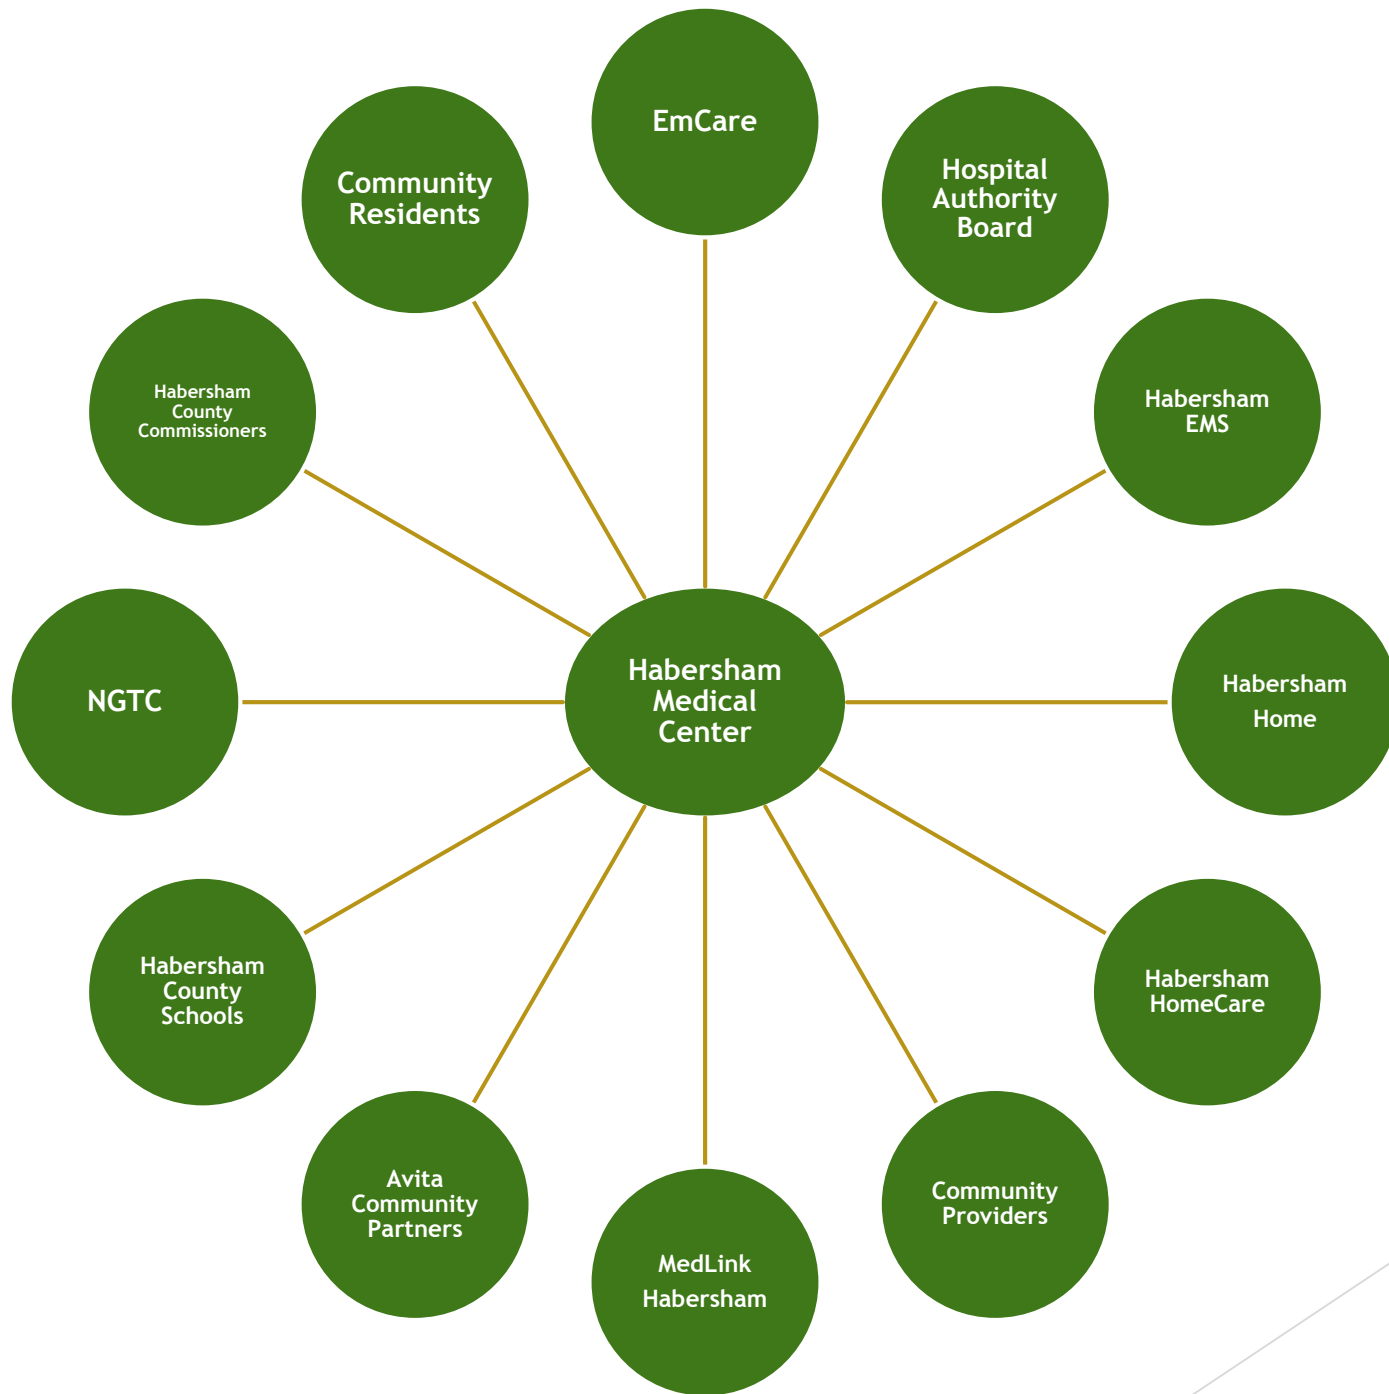 EmCare
Hospital
Authority
Board
Habersham
EMS
Habersham
Home
Habersham
HomeCare
Community
Providers
MedLink
Habersham
Avita
Community
Partners
Habersham
County
Schools
NGTC
Habersham
County
Commissioners
Community
Residents
Habersham
Medical
Center